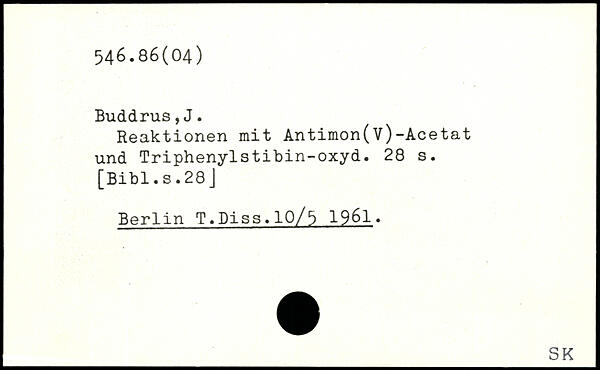 546.86(04)
Buddrus,J.
Reaktionen mit Antimon(V)-Acetat
und Triphenylstibin-oxyd. 28 s.
[Bibl.s.28]
Berlin T.Diss.10/5 1961.
SK